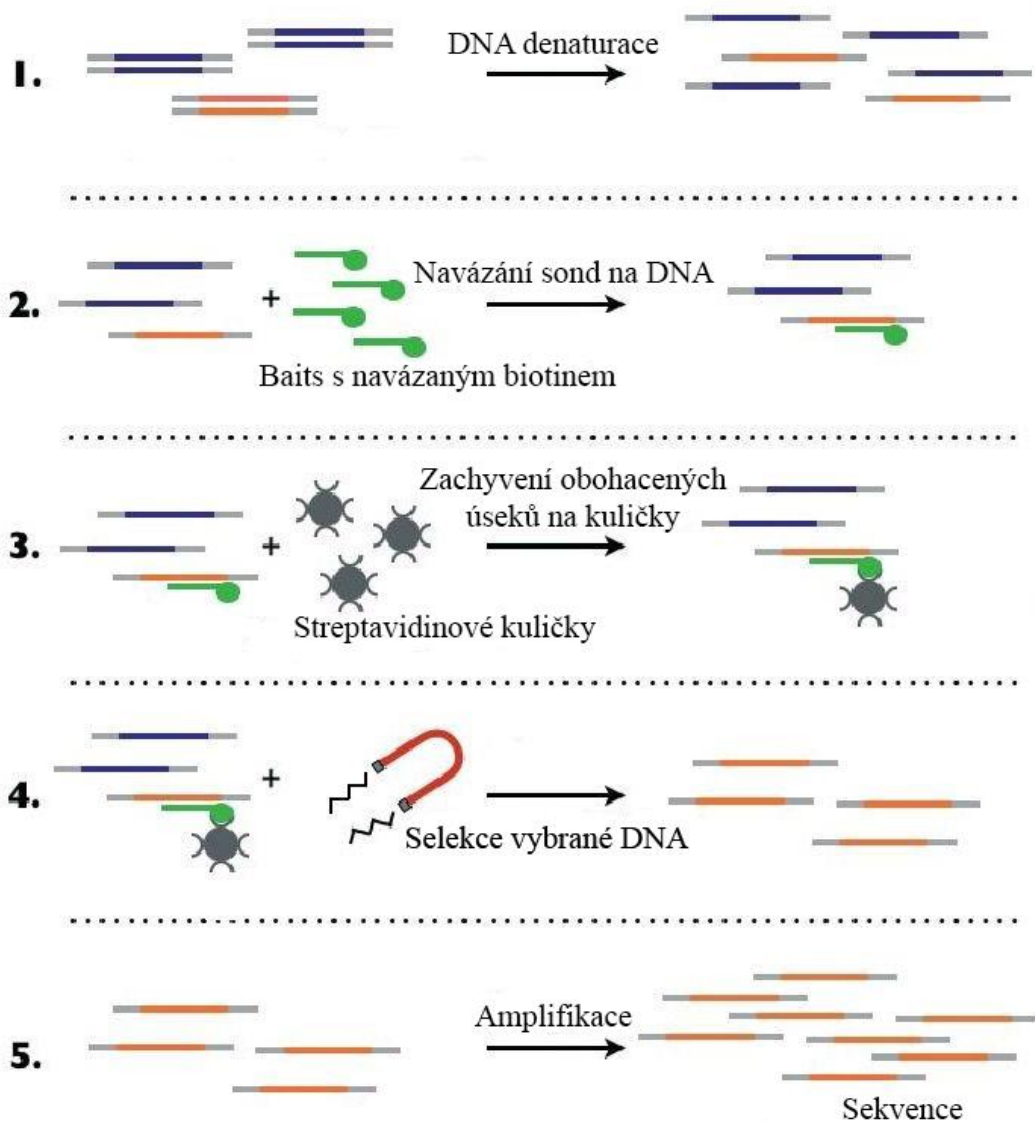 1.
DNA denaturace
2.
+
Navázání sond na DNA
Baits s navázaným biotinem
3.
+
Zachyvení obohacených
úseků na kuličky
Streptavidinové kuličky
4.
+
Selekce vybrané DNA
5.
Amplifikace
Sekvence